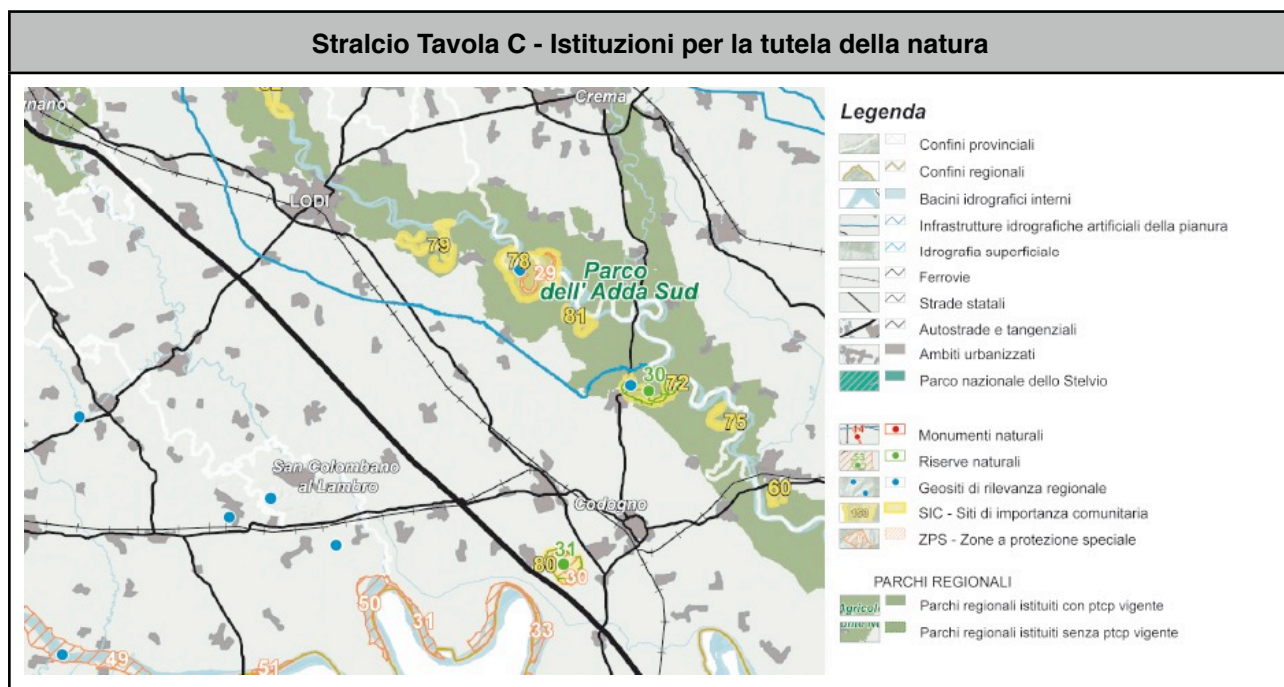 Stralcio Tavola C - Istituzioni per la tutela della natura
gnano
Crema
LODI
79
78
29
Parco
dell' Adda Sud
81
30
72
75
San Colombano
al Lambro
60
Codogno
31
80
30
50
31
33
49
51
Legenda
Confini provinciali
Confini regionali
Bacini idrografici interni
Infrastrutture idrografiche artificiali della pianura
Idrografia superficiale
Ferrovie
Strade statali
Autostrade e tangenziali
Ambiti urbanizzati
Parco nazionale dello Stelvio
14 Monumenti naturali
Riserve naturali
Geositi di rilevanza regionale
SIC - Siti di importanza comunitaria
ZPS - Zone a protezione speciale
PARCHI REGIONALI
Agricol Parchi regionali istituiti con ptcp vigente
Parchi regionali istituiti senza ptcp vigente